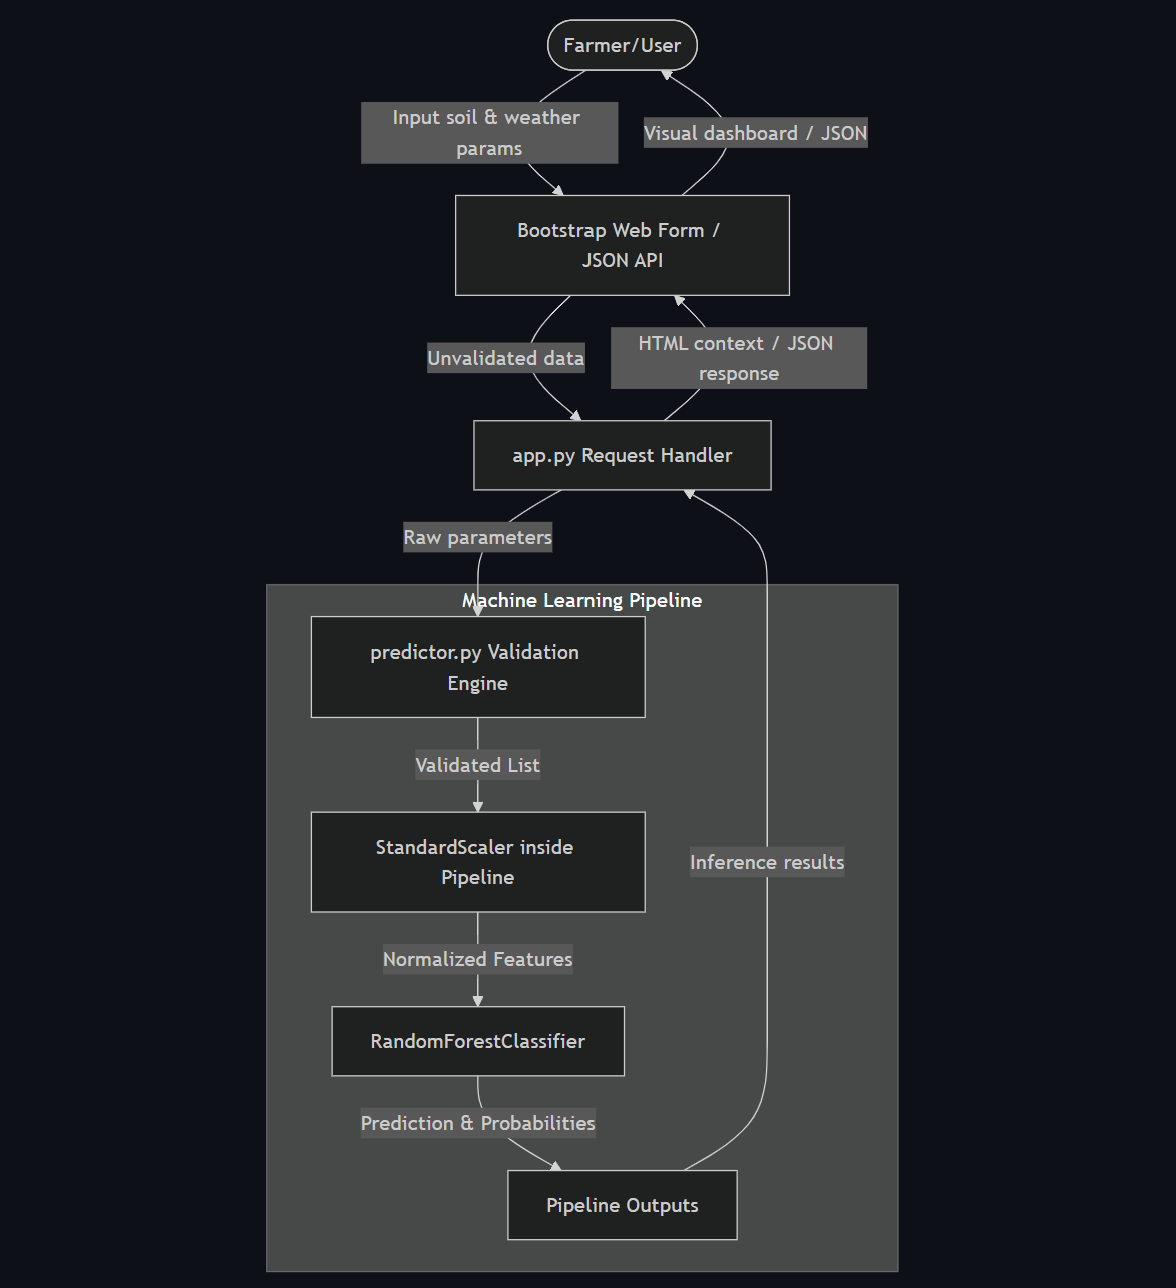 Farmer/User
Input soil & weather
params
Visual dashboard / JSON
Bootstrap Web Form /
JSON API
Unvalidated data
HTML context / JSON
response
app.py Request Handler
Raw parameters
Machine Learning Pipeline
predictor.py Validation
Engine
Validated List
StandardScaler inside
Pipeline
Inference results
Normalized Features
RandomForestClassifier
Prediction & Probabilities
Pipeline Outputs